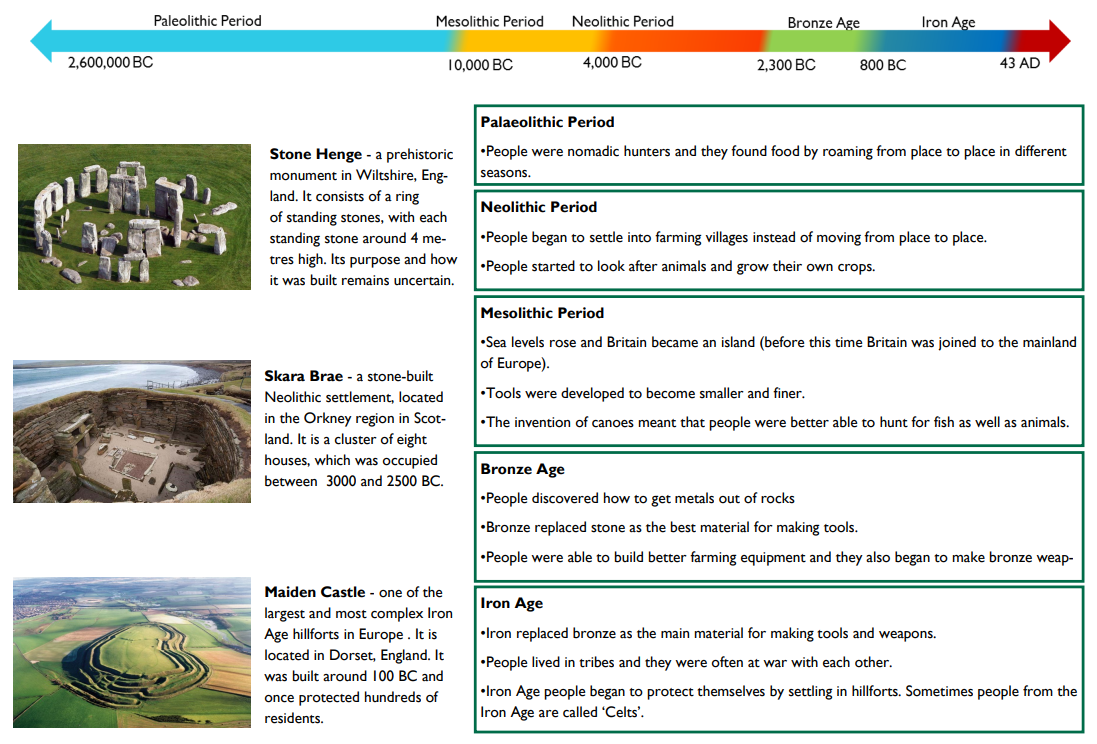 Paleolithic Period
Mesolithic Period
Neolithic Period
Bronze Age
Iron Age
2,600,000 BC
10,000 BC
4,000 BC
2,300 BC
800 BC
43 AD
Stone Henge - a prehistoric
monument in Wiltshire, Eng-
land. It consists of a ring
of standing stones, with each
standing stone around 4 me-
tres high. Its purpose and how
it was built remains uncertain.
Skara Brae - a stone-built
Neolithic settlement, located
in the Orkney region in Scot-
land. It is a cluster of eight
houses, which was occupied
between 3000 and 2500 BC.
Maiden Castle - one of the
largest and most complex Iron
Age hillforts in Europe . It is
located in Dorset, England. It
was built around 100 BC and
once protected hundreds of
residents.
Palaeolithic Period
•People were nomadic hunters and they found food by roaming from place to place in different
seasons.
Neolithic Period
•People began to settle into farming villages instead of moving from place to place.
•People started to look after animals and grow their own crops.
Mesolithic Period
•Sea levels rose and Britain became an island (before this time Britain was joined to the mainland
of Europe).
•Tools were developed to become smaller and finer.
•The invention of canoes meant that people were better able to hunt for fish as well as animals.
Bronze Age
•People discovered how to get metals out of rocks
•Bronze replaced stone as the best material for making tools.
•People were able to build better farming equipment and they also began to make bronze weap-
Iron Age
•Iron replaced bronze as the main material for making tools and weapons.
•People lived in tribes and they were often at war with each other.
•Iron Age people began to protect themselves by settling in hillforts. Sometimes people from the
Iron Age are called ‘Celts’.